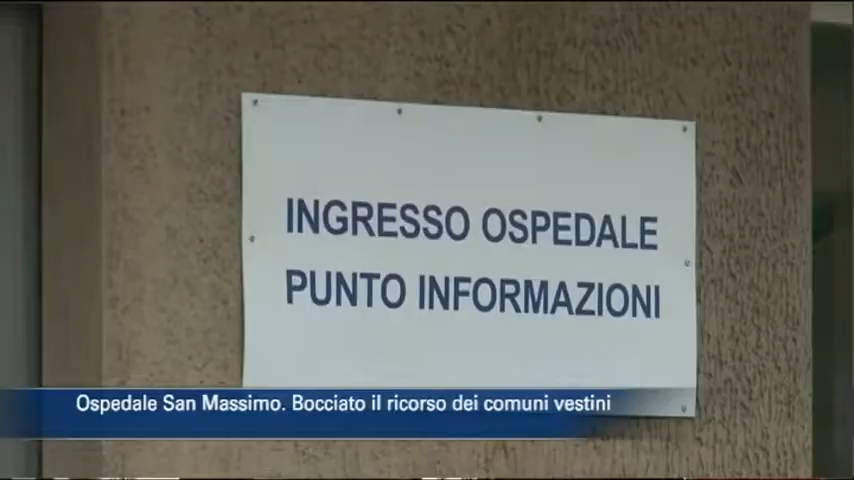 INGRESSO OSPEDALE
PUNTO INFORMAZIONI
Ospedale San Massimo. Bocciato il ricorso dei comuni vestini